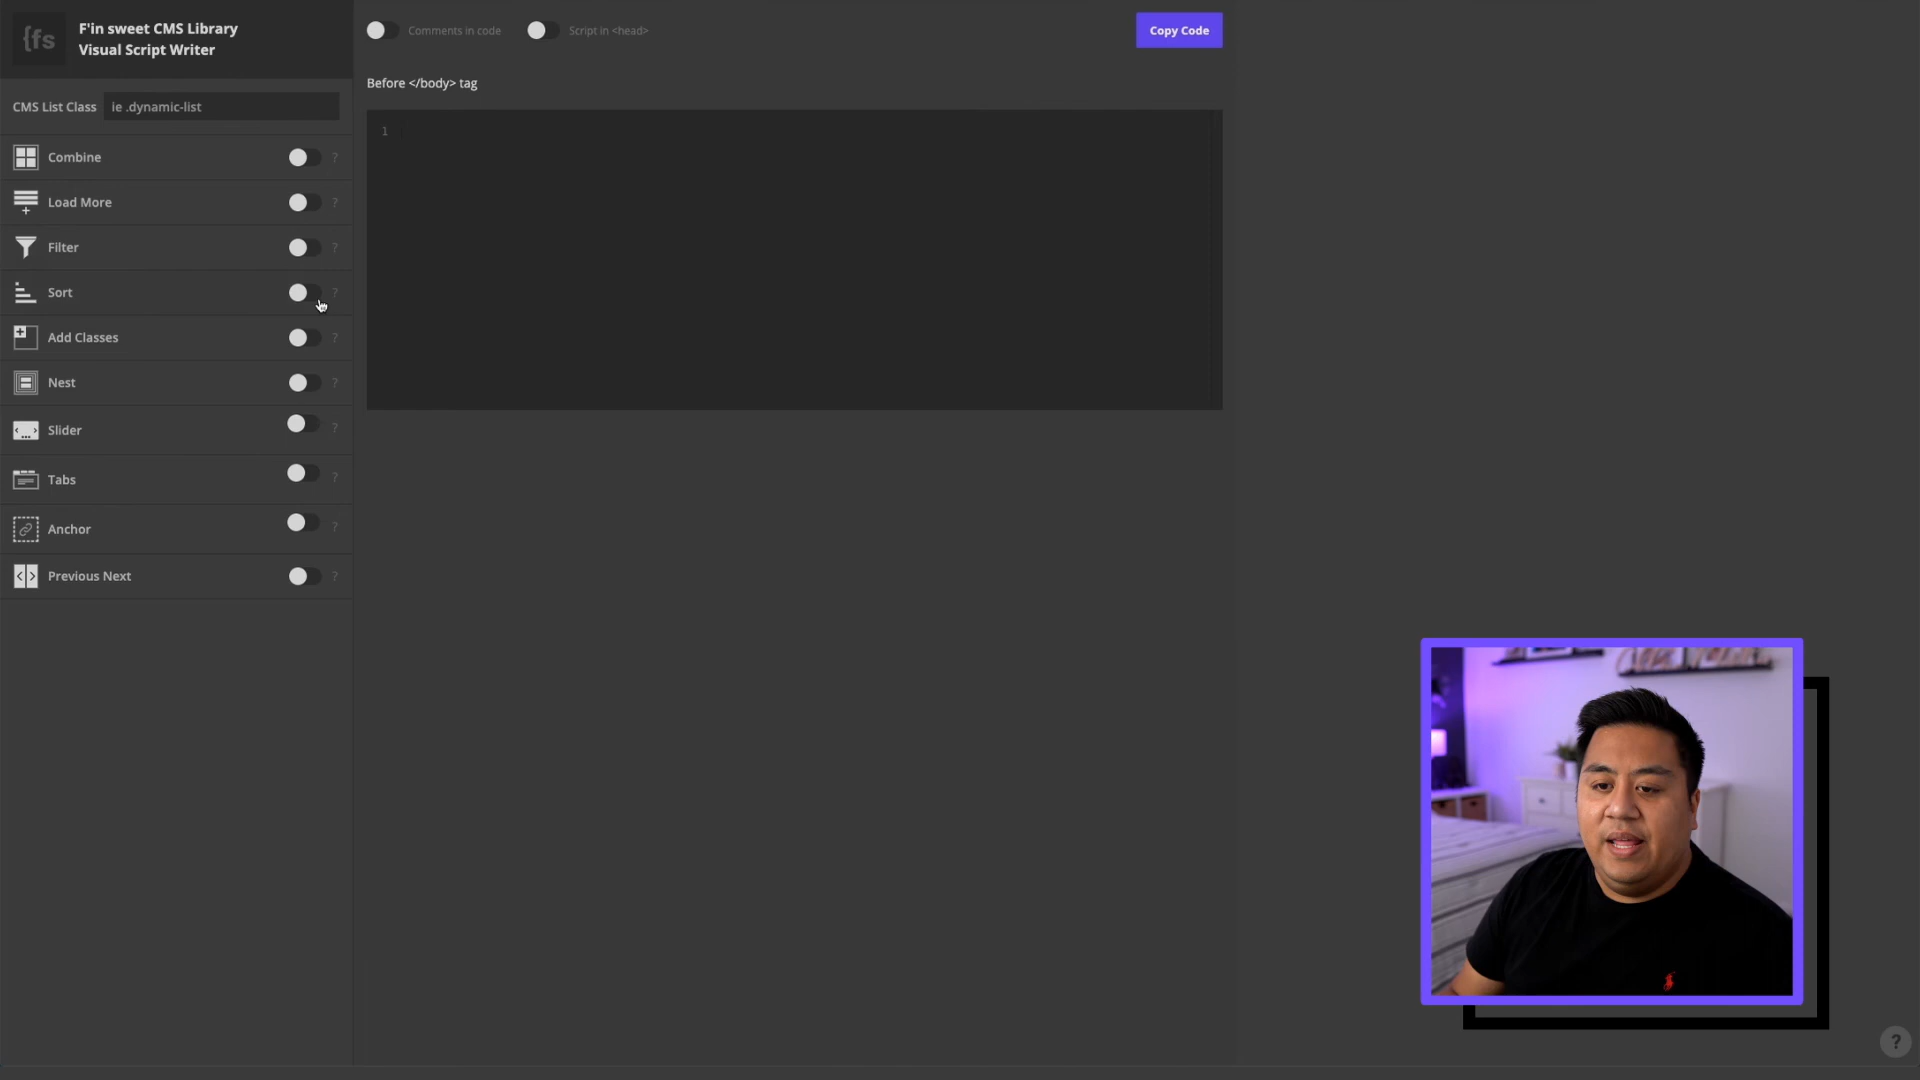 {fs
F'in sweet CMS Library
Visual Script Writer
Comments in code
Script in <head>
Copy Code
Before </body> tag
CMS List Class
ie .dynamic-list
1
Combine
?
Load More
?
Filter
?
Sort
?
Add Classes
?
Nest
?
Slider
?
Tabs
?
Anchor
?
Previous Next
?
?